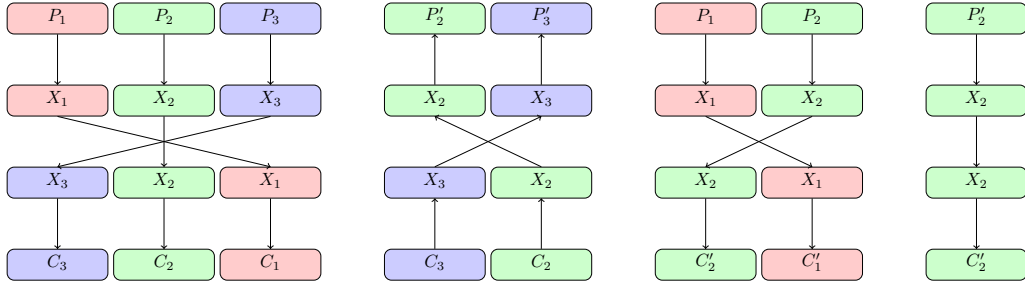 P₁ P₂ P₃ P′₂ P′₃ P₁ P₂ P′₂
X₁ X₂ X₃ X₂ X₃ X₁ X₂ X₂
X₃ X₂ X₁ X₃ X₂ X₂ X₁ X₂
C₃ C₂ C₁ C₃ C₂ C′₂ C′₁ C′₂